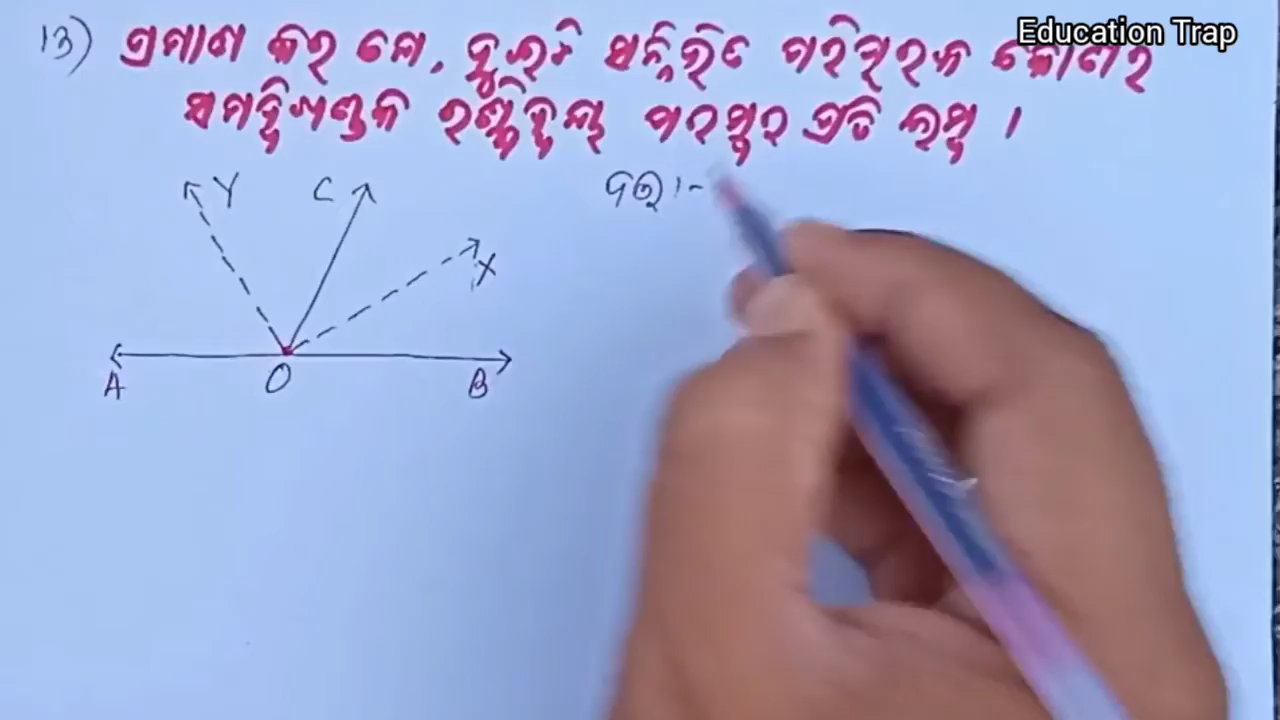 Education Trap
13) ପ୍ରମାଣ କର ଯେ, ଦୁଇଟି ସନ୍ନିହିତ ପରିପୂରକ କୋଣର
ସମଦ୍ବିଖଣ୍ଡକ ରଶ୍ମିଦ୍ୱୟ ପରସ୍ପର ପ୍ରତି ଲମ୍ବ ।
ଦତ୍ତ :-
Y C
X
A O B